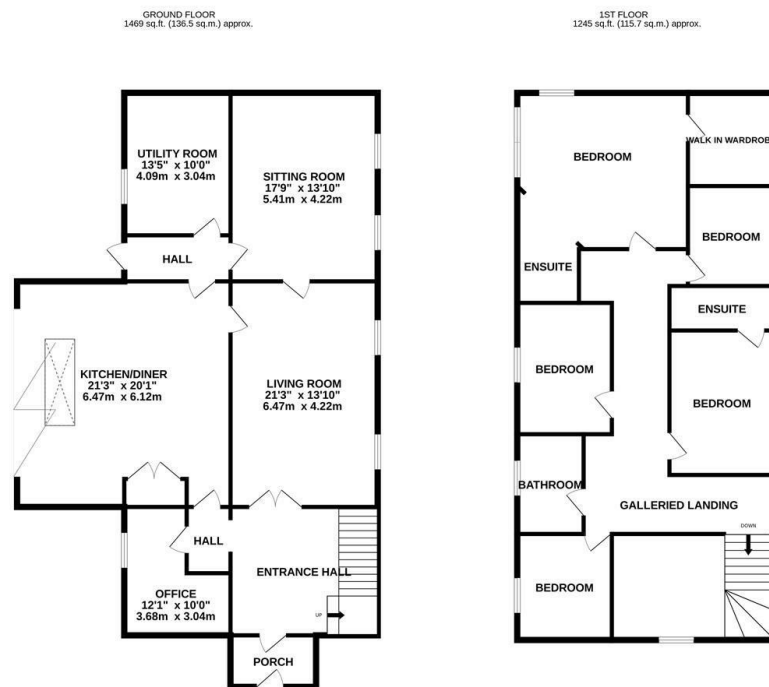 GROUND FLOOR
1469 sq.ft. (136.5 sq.m.) approx.
UTILITY ROOM
13'5" x 10'0"
4.09m x 3.04m
SITTING ROOM
17'9" x 13'10"
5.41m x 4.22m
HALL
KITCHEN/DINER
21'3" x 20'1"
6.47m x 6.12m
LIVING ROOM
21'3" x 13'10"
6.47m x 4.22m
HALL
ENTRANCE HALL
OFFICE
12'1" x 10'0"
3.68m x 3.04m
UP
PORCH
1ST FLOOR
1245 sq.ft. (115.7 sq.m.) approx.
BEDROOM
WALK IN WARDROB
BEDROOM
ENSUITE
ENSUITE
BEDROOM
BEDROOM
BATHROOM
GALLERIED LANDING
DOWN
BEDROOM